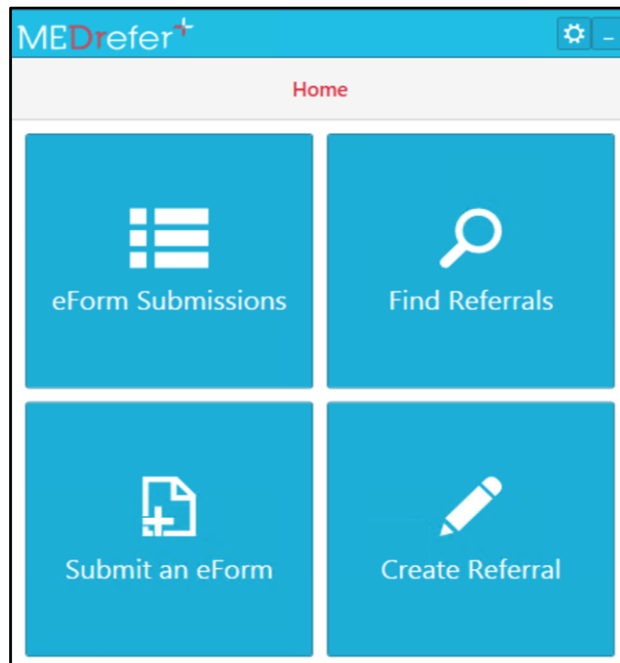 MEDrefer+
Home
eForm Submissions
Find Referrals
Submit an eForm
Create Referral